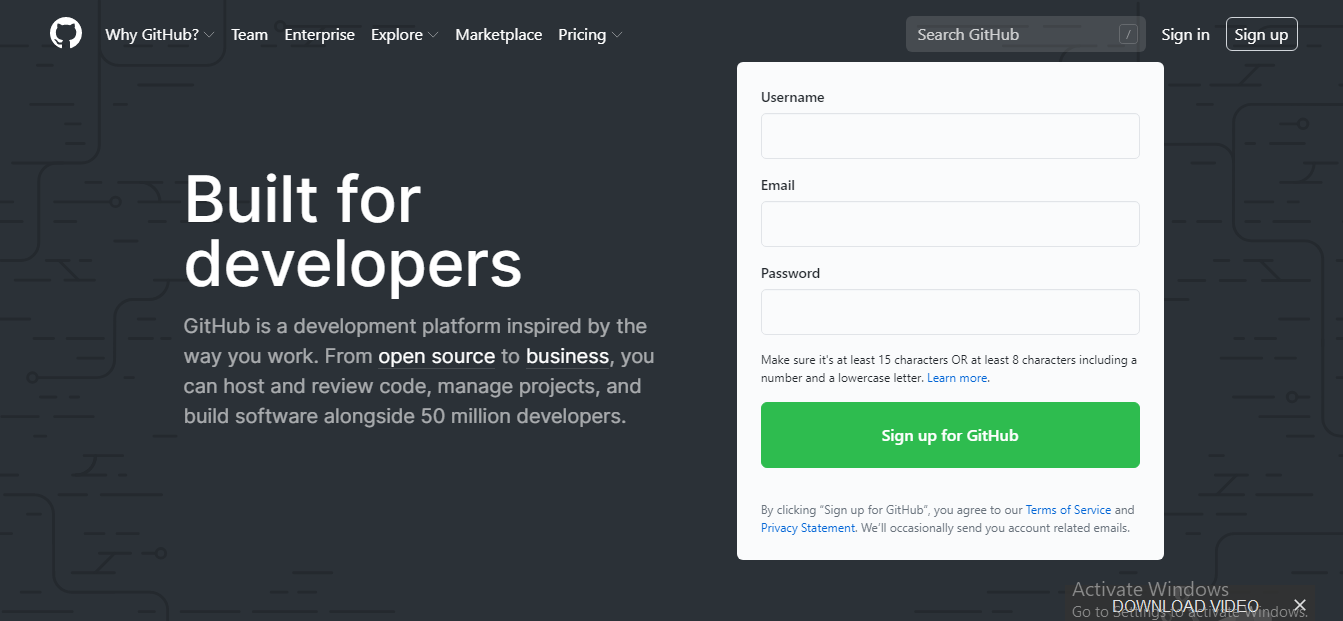 Why GitHub? Team Enterprise Explore Marketplace Pricing Search GitHub / Sign in Sign up
Built for
developers
GitHub is a development platform inspired by the
way you work. From open source to business, you
can host and review code, manage projects, and
build software alongside 50 million developers.
Username
Email
Password
Make sure it's at least 15 characters OR at least 8 characters including a
number and a lowercase letter. Learn more.
Sign up for GitHub
By clicking “Sign up for GitHub”, you agree to our Terms of Service and
Privacy Statement. We’ll occasionally send you account related emails.
Activate Windows
Go to Settings to activate Windows.
DOWNLOAD VIDEO